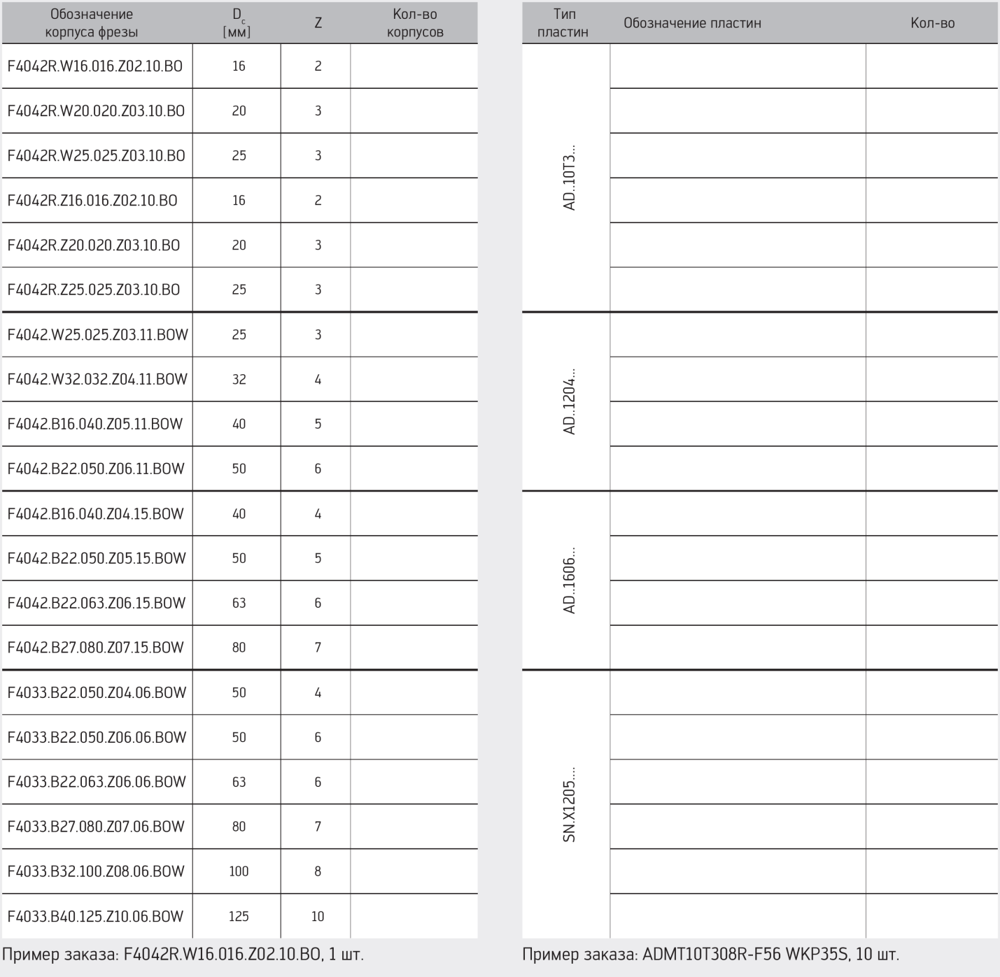 Обозначение корпуса фрезы D c [мм] Z Кол-во корпусов
F4042R.W16.016.Z02.10.BO 16 2
F4042R.W20.020.Z03.10.BO 20 3
F4042R.W25.025.Z03.10.BO 25 3
F4042R.Z16.016.Z02.10.BO 16 2
F4042R.Z20.020.Z03.10.BO 20 3
F4042R.Z25.025.Z03.10.BO 25 3
F4042.W25.025.Z03.11.BOW 25 3
F4042.W32.032.Z04.11.BOW 32 4
F4042.B16.040.Z05.11.BOW 40 5
F4042.B22.050.Z06.11.BOW 50 6
F4042.B16.040.Z04.15.BOW 40 4
F4042.B22.050.Z05.15.BOW 50 5
F4042.B22.063.Z06.15.BOW 63 6
F4042.B27.080.Z07.15.BOW 80 7
F4033.B22.050.Z04.06.BOW 50 4
F4033.B22.050.Z06.06.BOW 50 6
F4033.B22.063.Z06.06.BOW 63 6
F4033.B27.080.Z07.06.BOW 80 7
F4033.B32.100.Z08.06.BOW 100 8
F4033.B40.125.Z10.06.BOW 125 10
Пример заказа: F4042R.W16.016.Z02.10.BO, 1 шт.
Тип пластин Обозначение пластин Кол-во
AD..10T3...
AD..1204...
AD..1606...
SN.X1205....
Пример заказа: ADMT10T308R-F56 WKP35S, 10 шт.